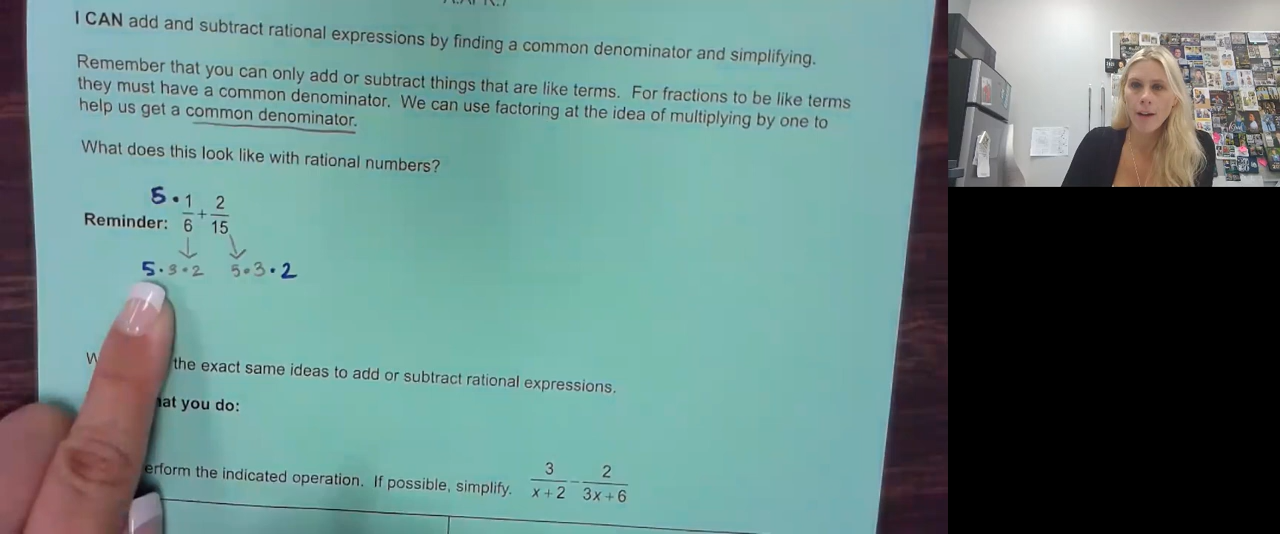 I CAN add and subtract rational expressions by finding a common denominator and simplifying.
Remember that you can only add or subtract things that are like terms. For fractions to be like terms
they must have a common denominator. We can use factoring at the idea of multiplying by one to
help us get a common denominator.
What does this look like with rational numbers?
5 · 1/6 + 2/15
Reminder:
5·3·2 5·3·2
the exact same ideas to add or subtract rational expressions.
you do:
the indicated operation. If possible, simplify. 3/(x+2) − 2/(3x+6)